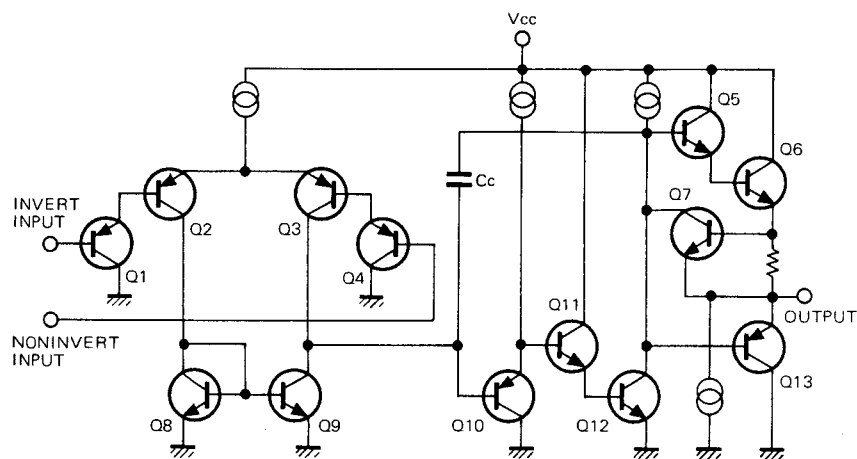 Vcc
Q5
Q6
Cc
Q7
INVERT
INPUT
Q2
Q3
Q1
Q4
Q11
OUTPUT
NONINVERT
INPUT
Q13
Q8
Q9
Q10
Q12